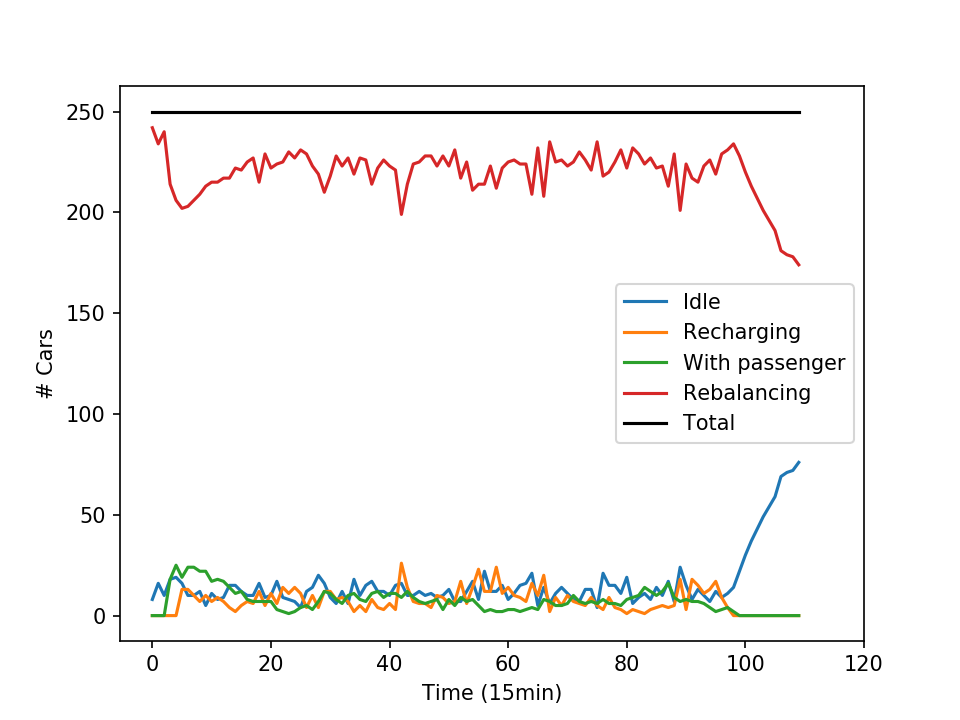 250
200
150
100
50
0
# Cars
Idle
Recharging
With passenger
Rebalancing
Total
0 20 40 60 80 100 120
Time (15min)